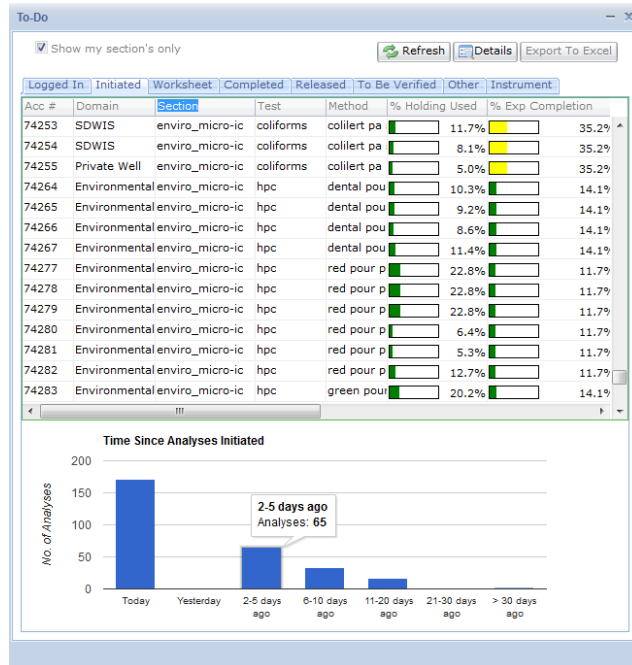 To-Do
Show my section's only
Refresh Details Export To Excel
Logged In Initiated Worksheet Completed Released To Be Verified Other Instrument
Acc # Domain Section Test Method % Holding Used % Exp Completion
74253 SDWIS enviro_micro-ic coliforms colilert pa 11.7% 35.2%
74254 SDWIS enviro_micro-ic coliforms colilert pa 8.1% 35.2%
74255 Private Well enviro_micro-ic coliforms colilert pa 5.0% 35.2%
74264 Environmental enviro_micro-ic hpc dental pou 10.3% 14.1%
74265 Environmental enviro_micro-ic hpc dental pou 9.2% 14.1%
74266 Environmental enviro_micro-ic hpc dental pou 8.6% 14.1%
74267 Environmental enviro_micro-ic hpc dental pou 11.4% 14.1%
74277 Environmental enviro_micro-ic hpc red pour p 22.8% 11.7%
74278 Environmental enviro_micro-ic hpc red pour p 22.8% 11.7%
74279 Environmental enviro_micro-ic hpc red pour p 22.8% 11.7%
74280 Environmental enviro_micro-ic hpc red pour p 6.4% 11.7%
74281 Environmental enviro_micro-ic hpc red pour p 5.3% 11.7%
74282 Environmental enviro_micro-ic hpc red pour p 12.7% 11.7%
74283 Environmental enviro_micro-ic hpc green pour 20.2% 14.1%
Time Since Analyses Initiated
No. of Analyses
200
150
100
50
0
2-5 days ago
Analyses: 65
Today Yesterday 2-5 days 6-10 days 11-20 days 21-30 days > 30 days
ago ago ago ago ago